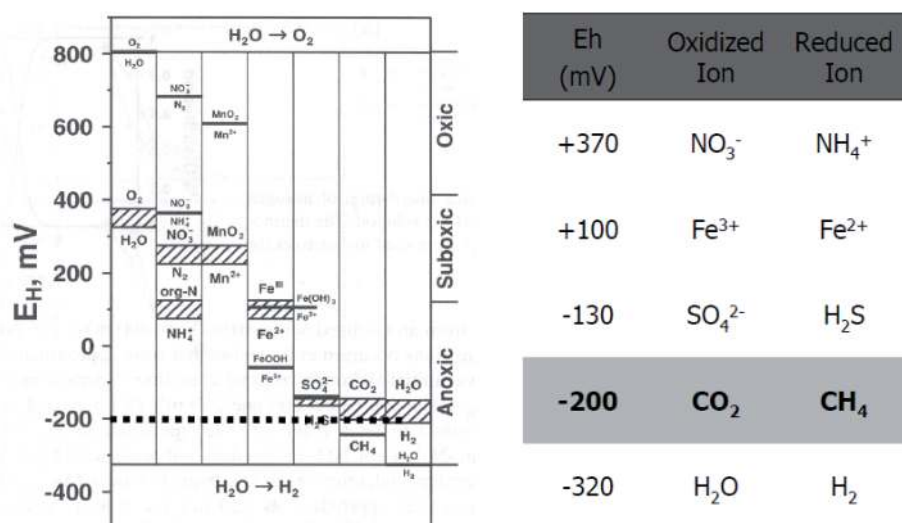 H₂O → O₂
800
600
400
200
0
-200
-400
E_H, mV
O₂
H₂O
NO₃⁻
N₂
MnO₂
Mn²⁺
O₂
H₂O
NO₃⁻
NH₄⁺
NO₃⁻
N₂
org-N
NH₄⁺
MnO₂
Mn²⁺
Feᴵᴵᴵ
Fe(OH)₃
Fe²⁺
FeOOH
SO₄²⁻
H₂S
CO₂
CH₄
H₂O
H₂
H₂O
H₂
H₂O → H₂
Oxic
Suboxic
Anoxic
Eh (mV) Oxidized Ion Reduced Ion
+370 NO₃⁻ NH₄⁺
+100 Fe³⁺ Fe²⁺
-130 SO₄²⁻ H₂S
-200 CO₂ CH₄
-320 H₂O H₂